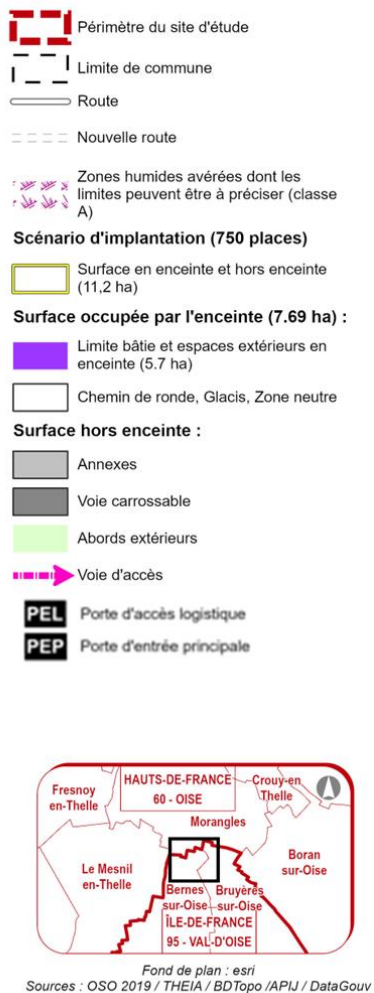 Périmètre du site d'étude
Limite de commune
Route
Nouvelle route
Zones humides avérées dont les
limites peuvent être à préciser (classe
A)
Scénario d'implantation (750 places)
Surface en enceinte et hors enceinte
(11,2 ha)
Surface occupée par l'enceinte (7.69 ha) :
Limite bâtie et espaces extérieurs en
enceinte (5.7 ha)
Chemin de ronde, Glacis, Zone neutre
Surface hors enceinte :
Annexes
Voie carrossable
Abords extérieurs
Voie d'accès
PEL Porte d'accès logistique
PEP Porte d'entrée principale
HAUTS-DE-FRANCE
60 - OISE
Fresnoy
en-Thelle
Crouy-en
Thelle
Morangles
Le Mesnil
en-Thelle
Boran
sur-Oise
Bernes
sur-Oise
Bruyères
sur-Oise
ÎLE-DE-FRANCE
95 - VAL-D'OISE
Fond de plan : esri
Sources : OSO 2019 / THEIA / BDTopo /APIJ / DataGouv